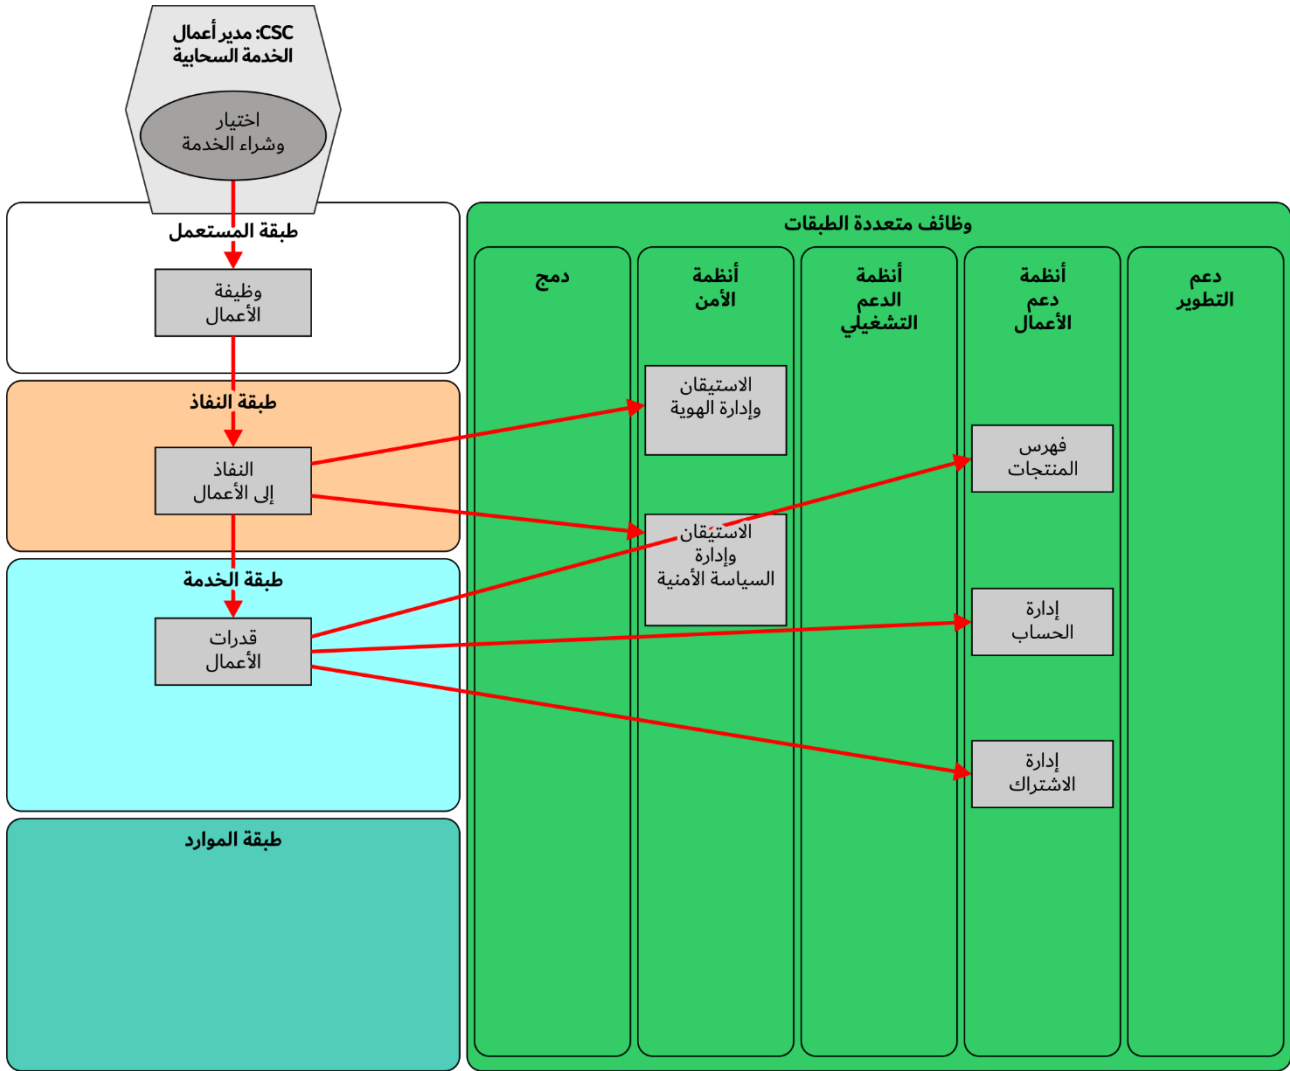 CSC: مدير أعمال
الخدمة السحابية
اختيار
وشراء الخدمة
طبقة المستعمل
وظيفة
الأعمال
طبقة النفاذ
النفاذ
إلى الأعمال
طبقة الخدمة
قدرات
الأعمال
طبقة الموارد
وظائف متعددة الطبقات
دمج
أنظمة
الأمن
الاستيقان
وإدارة الهوية
الاستيقان
وإدارة
السياسة الأمنية
أنظمة
الدعم
التشغيلي
أنظمة
دعم
الأعمال
فهرس
المنتجات
إدارة
الحساب
إدارة
الاشتراك
دعم
التطوير